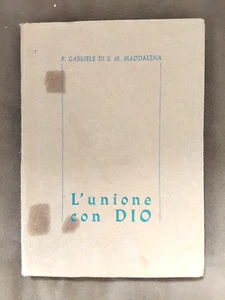 P. GABRIELE DI S. M. MADDALENA
L'unione
con DIO